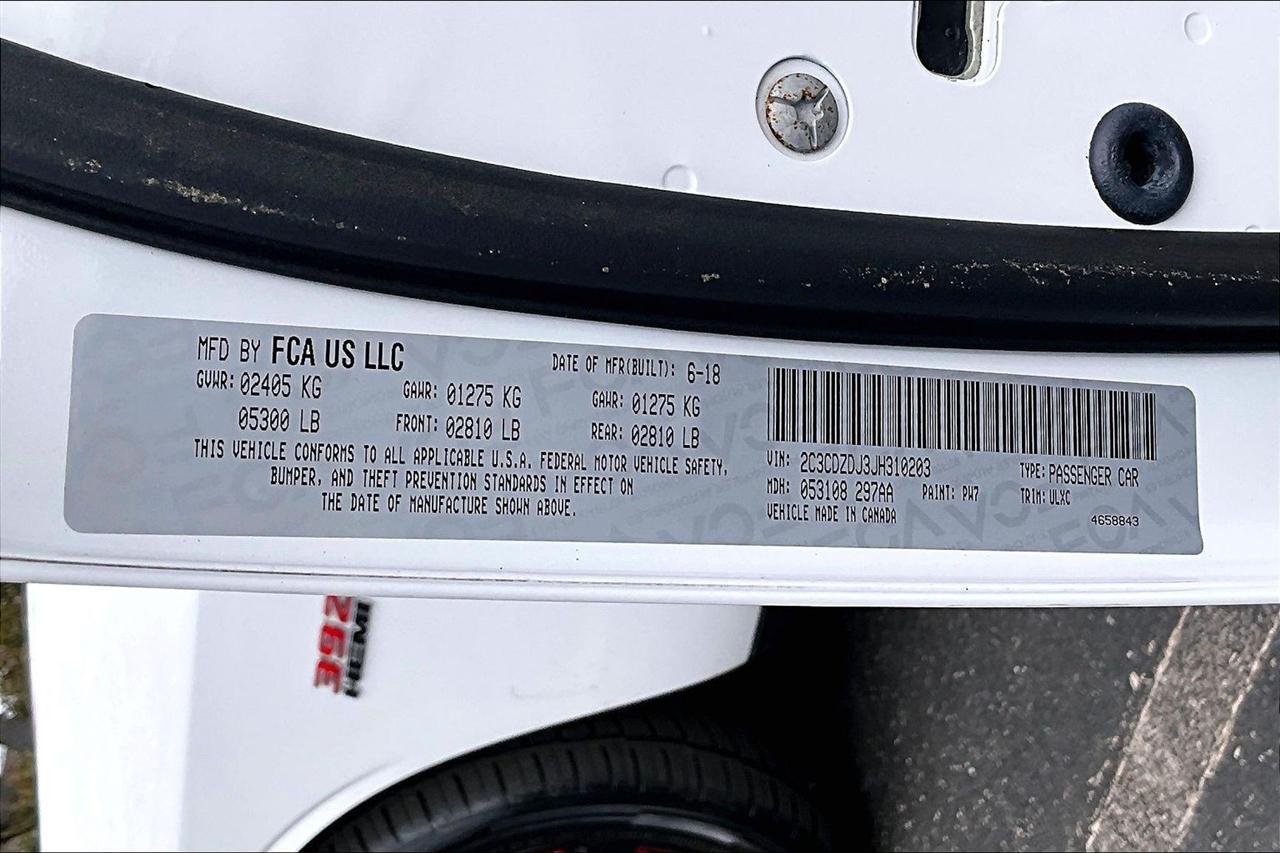 MFD BY FCA US LLC
DATE OF MFR(BUILT): 6-18
GVWR: 02405 KG
GAWR: 01275 KG
GAWR: 01275 KG
05300 LB
FRONT: 02810 LB
REAR: 02810 LB
THIS VEHICLE CONFORMS TO ALL APPLICABLE U.S.A. FEDERAL MOTOR VEHICLE SAFETY,
BUMPER, AND THEFT PREVENTION STANDARDS IN EFFECT ON
THE DATE OF MANUFACTURE SHOWN ABOVE.
VIN: 2C3CDZDJ3JH310203
TYPE: PASSENGER CAR
MDH: 053108 297AA
PAINT: PW7
TRIM: ULXC
VEHICLE MADE IN CANADA
4658843
392
HEMI